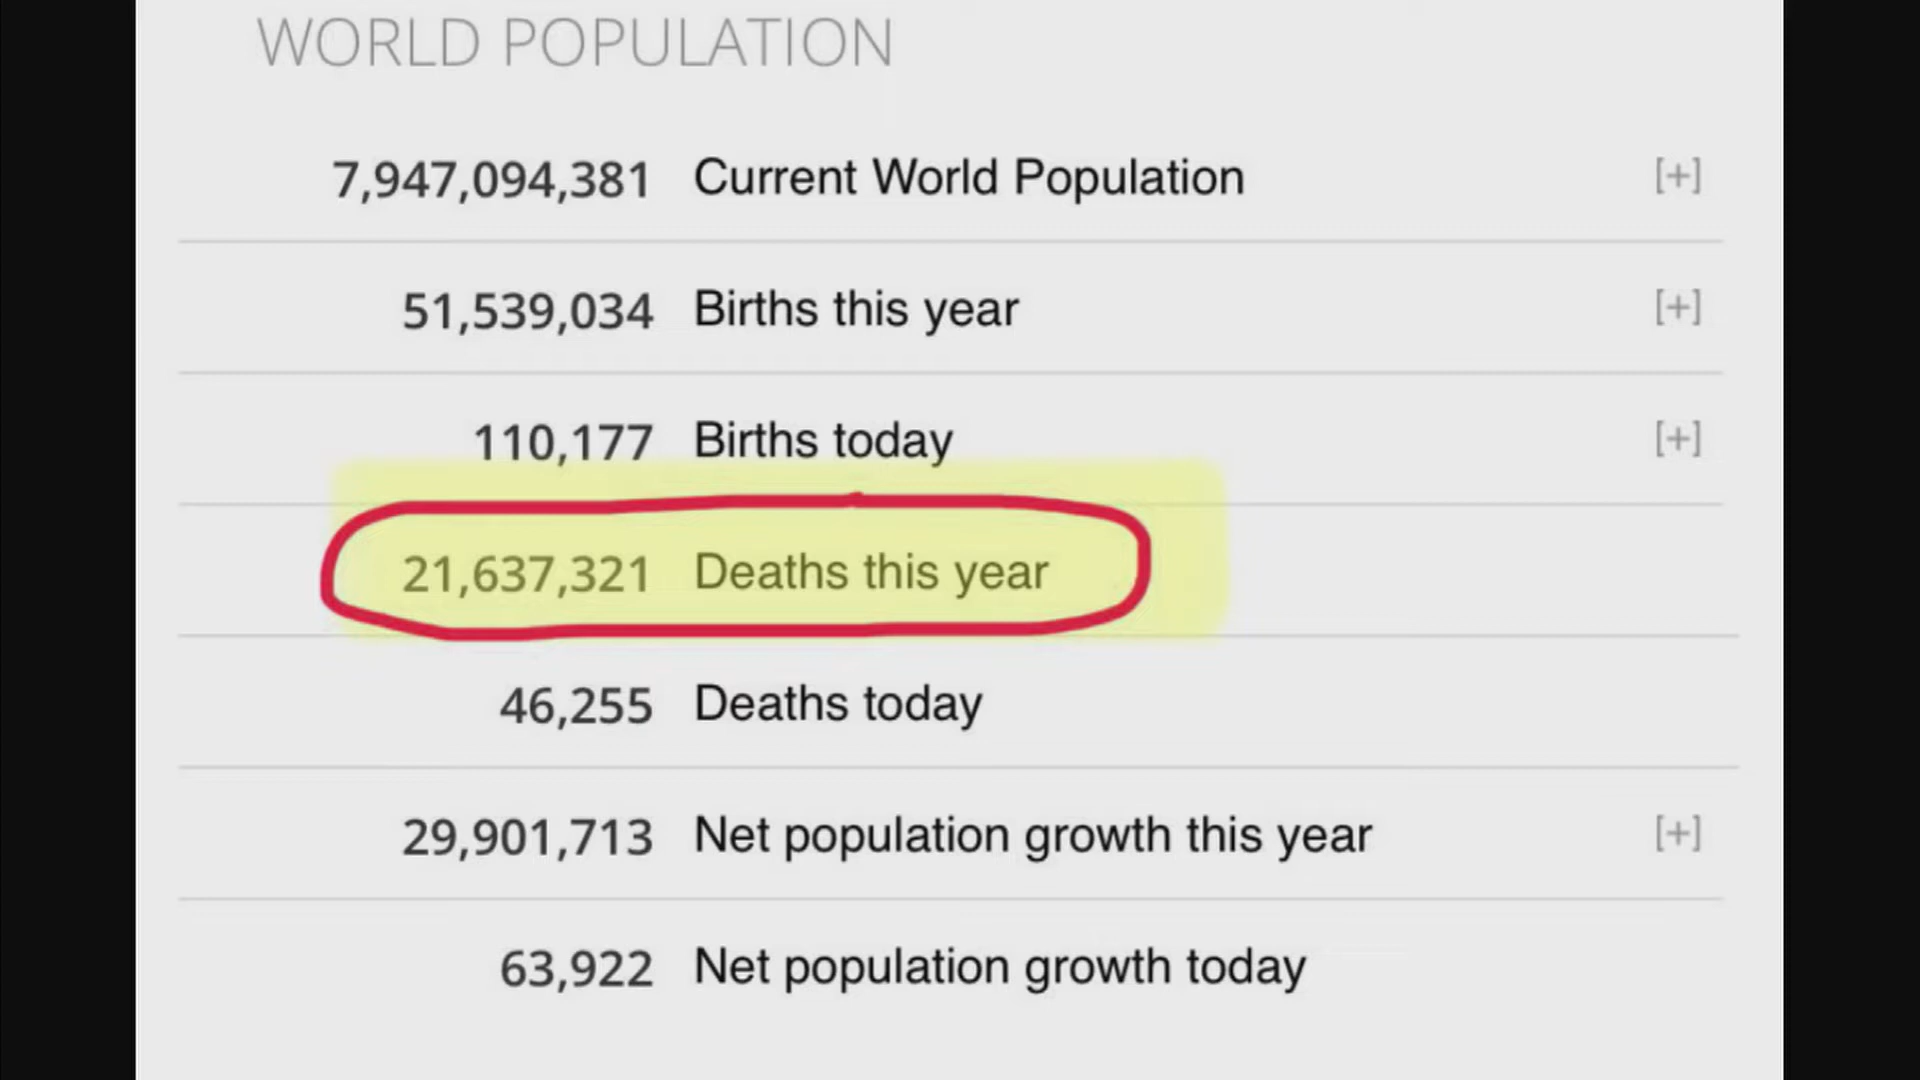 WORLD POPULATION
7,947,094,381 Current World Population [+]
51,539,034 Births this year [+]
110,177 Births today [+]
21,637,321 Deaths this year
46,255 Deaths today
29,901,713 Net population growth this year [+]
63,922 Net population growth today